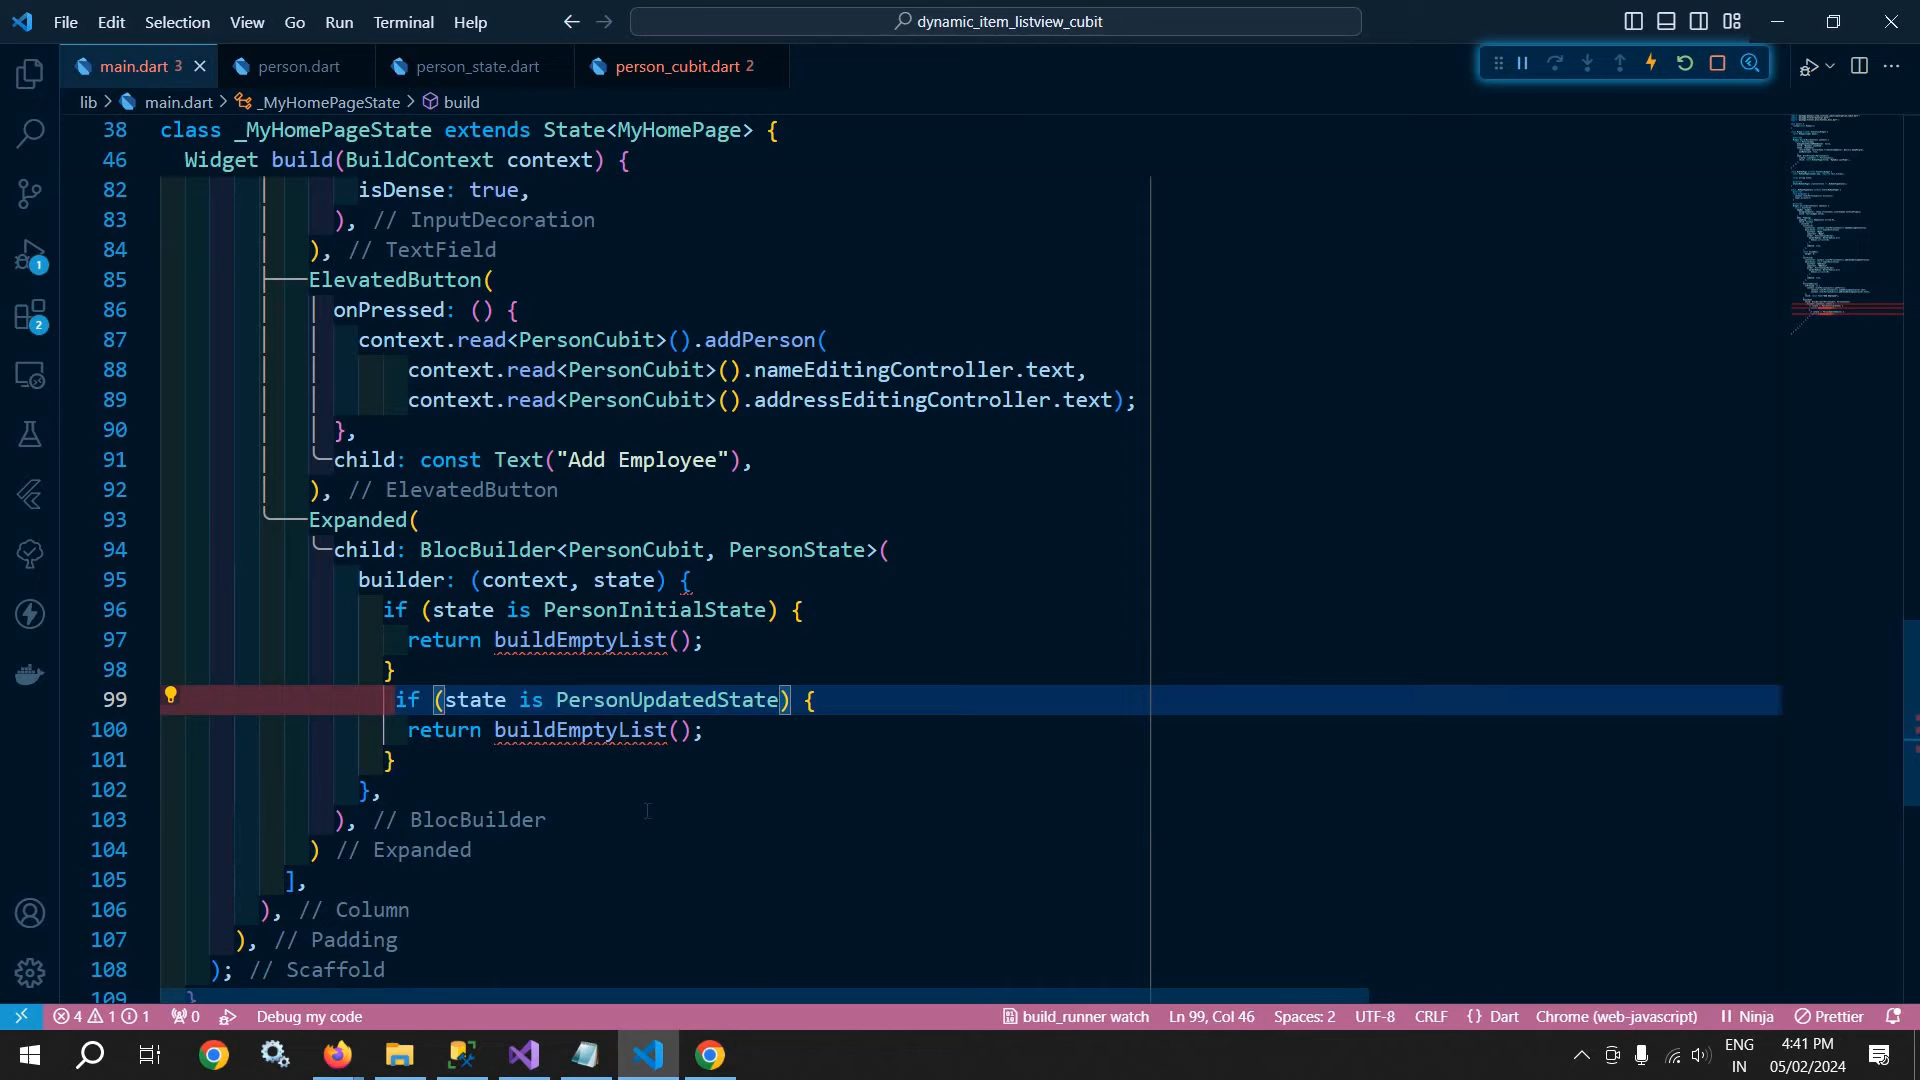 File Edit Selection View Go Run Terminal Help
dynamic_item_listview_cubit
main.dart 3
person.dart
person_state.dart
person_cubit.dart 2
lib > main.dart > _MyHomePageState > build
38 class _MyHomePageState extends State<MyHomePage> {
46 Widget build(BuildContext context) {
82 isDense: true,
83 ), // InputDecoration
84 ), // TextField
85 ElevatedButton(
86 onPressed: () {
87 context.read<PersonCubit>().addPerson(
88 context.read<PersonCubit>().nameEditingController.text,
89 context.read<PersonCubit>().addressEditingController.text);
90 },
91 child: const Text("Add Employee"),
92 ), // ElevatedButton
93 Expanded(
94 child: BlocBuilder<PersonCubit, PersonState>(
95 builder: (context, state) {
96 if (state is PersonInitialState) {
97 return buildEmptyList();
98 }
99 if (state is PersonUpdatedState) {
100 return buildEmptyList();
101 }
102 },
103 ), // BlocBuilder
104 ) // Expanded
105 ],
106 ), // Column
107 ), // Padding
108 ); // Scaffold
109 }
1
2
4 1 1 0 Debug my code build_runner watch Ln 99, Col 46 Spaces: 2 UTF-8 CRLF {} Dart Chrome (web-javascript) Ninja Prettier
ENG
IN
4:41 PM
05/02/2024